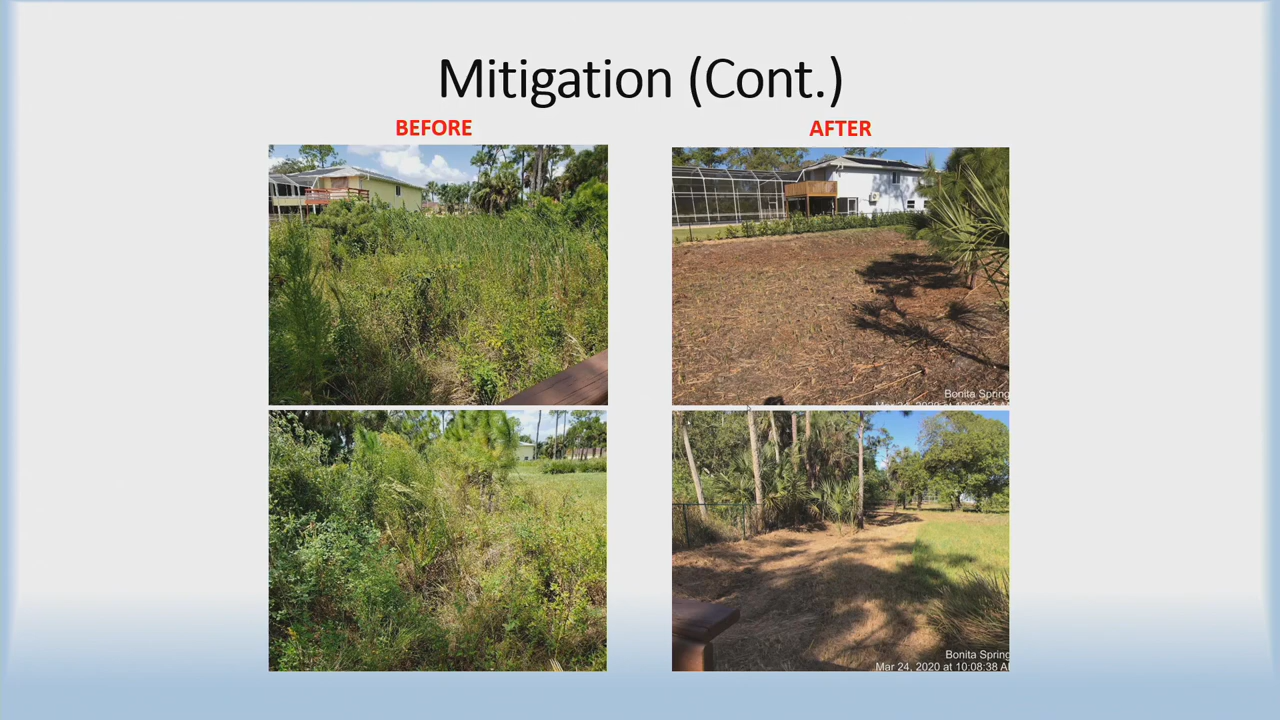 Mitigation (Cont.)
BEFORE
AFTER
Bonita Spring
Bonita Spring
Mar 24, 2020 at 10:08:38 A